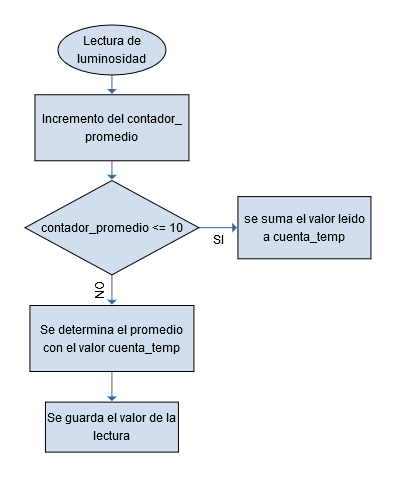 Lectura de
luminosidad
Incremento del contador_
promedio
contador_promedio <= 10
SI
se suma el valor leido
a cuenta_temp
NO
Se determina el promedio
con el valor cuenta_temp
Se guarda el valor de la
lectura